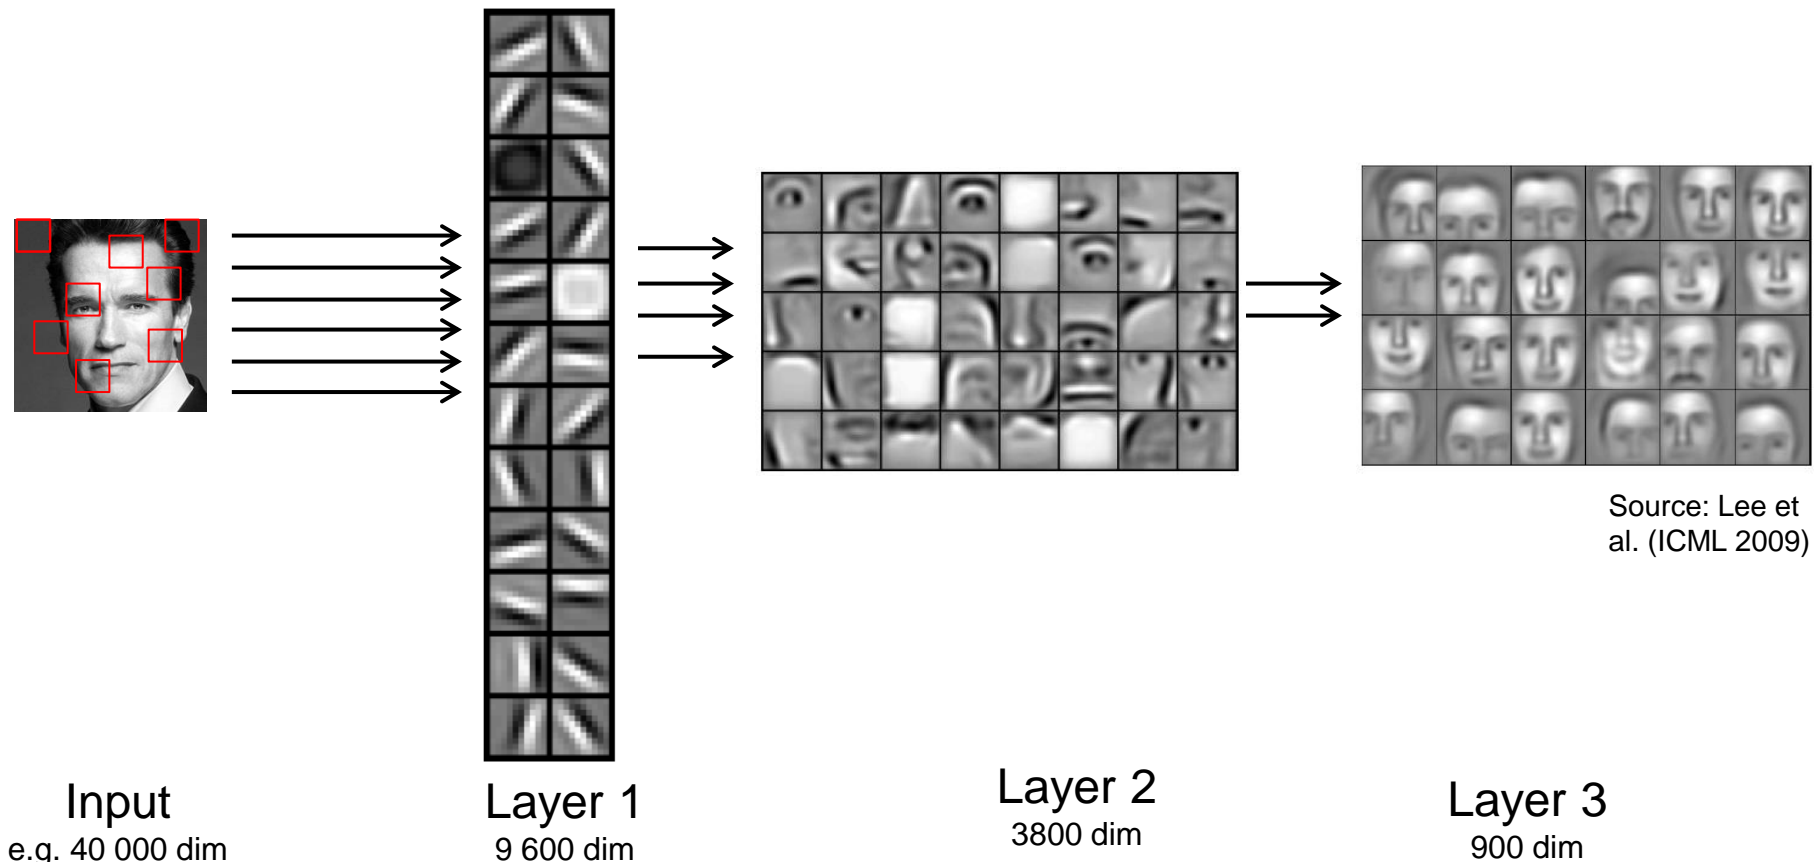 Source: Lee et
al. (ICML 2009)
Input
e.g. 40 000 dim
Layer 1
9 600 dim
Layer 2
3800 dim
Layer 3
900 dim